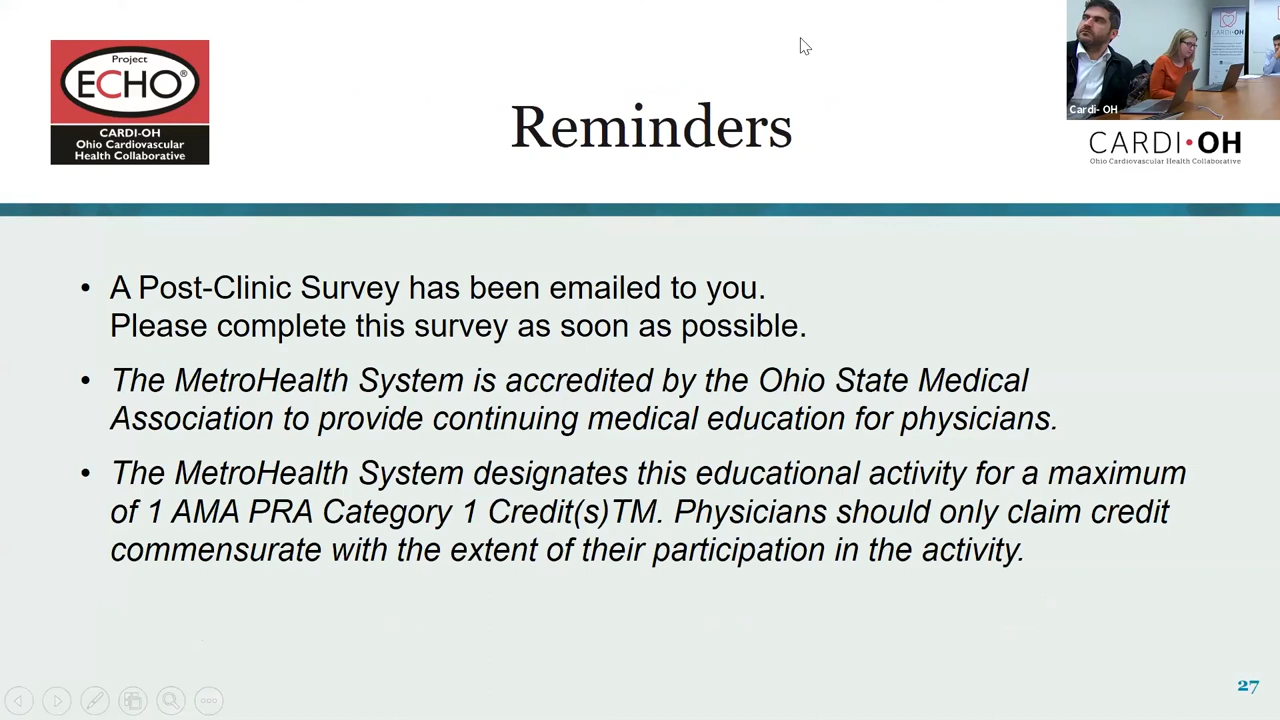 Project
ECHO®
CARDI-OH
Ohio Cardiovascular
Health Collaborative
Reminders
CARDI•OH
Cardi- OH
CARDI•OH
Ohio Cardiovascular Health Collaborative
• A Post-Clinic Survey has been emailed to you.
Please complete this survey as soon as possible.
• The MetroHealth System is accredited by the Ohio State Medical
Association to provide continuing medical education for physicians.
• The MetroHealth System designates this educational activity for a maximum
of 1 AMA PRA Category 1 Credit(s)TM. Physicians should only claim credit
commensurate with the extent of their participation in the activity.
27